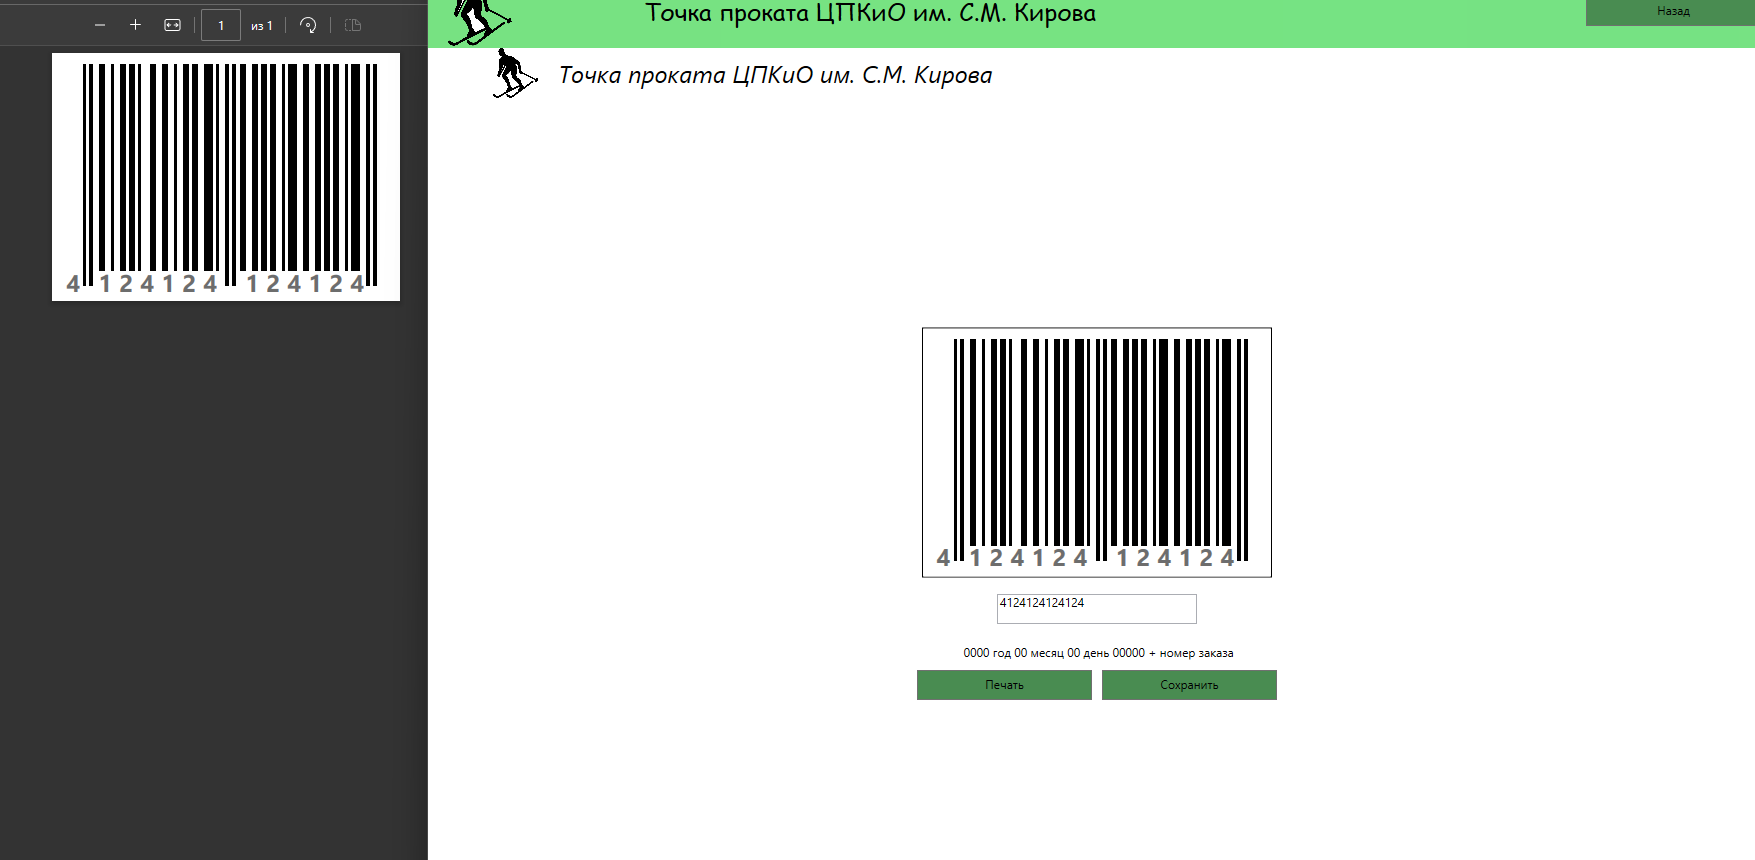 1 из 1
4 124124 124124
Точка проката ЦПКиО им. С.М. Кирова
Назад
Точка проката ЦПКиО им. С.М. Кирова
4 124124 124124
4124124124124
0000 год 00 месяц 00 день 00000 + номер заказа
Печать
Сохранить